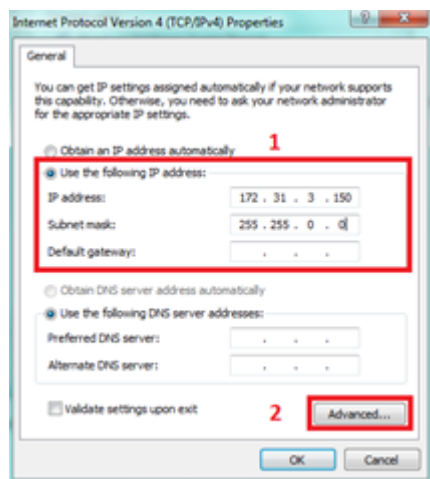 Internet Protocol Version 4 (TCP/IPv4) Properties
General
You can get IP settings assigned automatically if your network supports
this capability. Otherwise, you need to ask your network administrator
for the appropriate IP settings.
1
Obtain an IP address automatically
Use the following IP address:
IP address: 172 . 31 . 3 . 150
Subnet mask: 255 . 255 . 0 . 0
Default gateway: . . .
Obtain DNS server address automatically
Use the following DNS server addresses:
Preferred DNS server: . . .
Alternate DNS server: . . .
Validate settings upon exit 2 Advanced...
OK Cancel